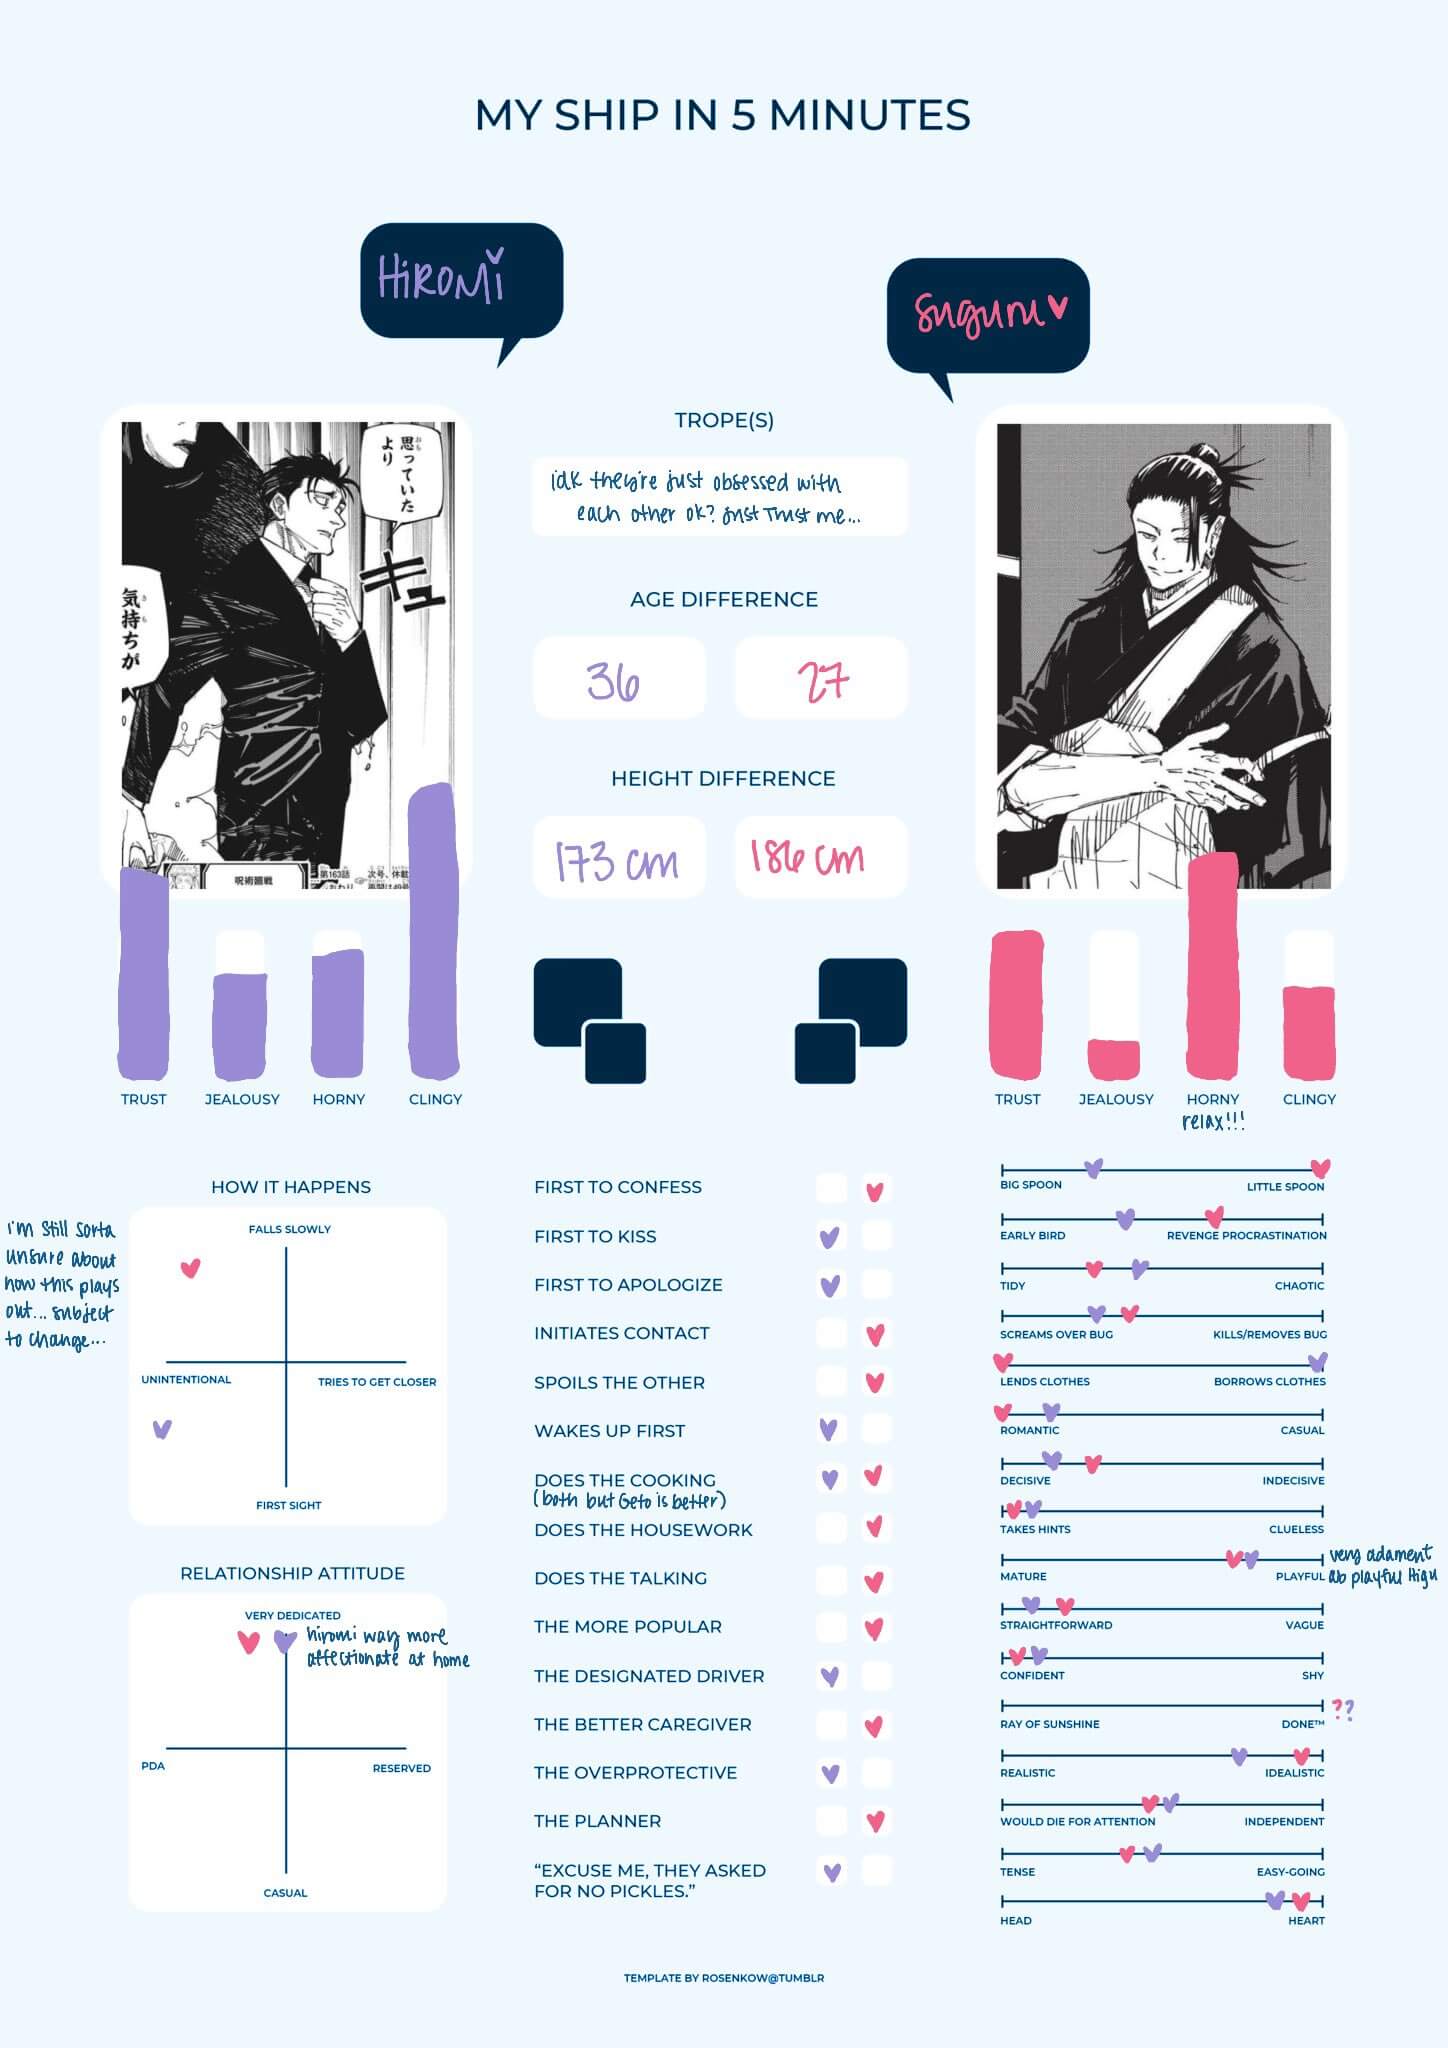 MY SHIP IN 5 MINUTES
HiROMi
Suguru
思っていた
おも
より
キュ
気持ちが
きも
呪術廻戦
第163話
次号、休載
TROPE(S)
idk they're just obsessed with
each other ok? just Trust me...
AGE DIFFERENCE
36
27
HEIGHT DIFFERENCE
173 cm
186 cm
TRUST
JEALOUSY
HORNY
CLINGY
TRUST
JEALOUSY
HORNY
CLINGY
relax!!!
HOW IT HAPPENS
i'm still sorta
unsure about
how this plays
out... subject
to change...
FALLS SLOWLY
UNINTENTIONAL
TRIES TO GET CLOSER
FIRST SIGHT
RELATIONSHIP ATTITUDE
VERY DEDICATED
hiromi way more
affectionate at home
PDA
RESERVED
CASUAL
FIRST TO CONFESS
FIRST TO KISS
FIRST TO APOLOGIZE
INITIATES CONTACT
SPOILS THE OTHER
WAKES UP FIRST
DOES THE COOKING
(both but Geto is better)
DOES THE HOUSEWORK
DOES THE TALKING
THE MORE POPULAR
THE DESIGNATED DRIVER
THE BETTER CAREGIVER
THE OVERPROTECTIVE
THE PLANNER
“EXCUSE ME, THEY ASKED
FOR NO PICKLES.”
BIG SPOON
LITTLE SPOON
EARLY BIRD
REVENGE PROCRASTINATION
TIDY
CHAOTIC
SCREAMS OVER BUG
KILLS/REMOVES BUG
LENDS CLOTHES
BORROWS CLOTHES
ROMANTIC
CASUAL
DECISIVE
INDECISIVE
TAKES HINTS
CLUELESS
MATURE
PLAYFUL
very adament
ab playful Higu
STRAIGHTFORWARD
VAGUE
CONFIDENT
SHY
RAY OF SUNSHINE
DONE™
??
REALISTIC
IDEALISTIC
WOULD DIE FOR ATTENTION
INDEPENDENT
TENSE
EASY-GOING
HEAD
HEART
TEMPLATE BY ROSENKOW@TUMBLR